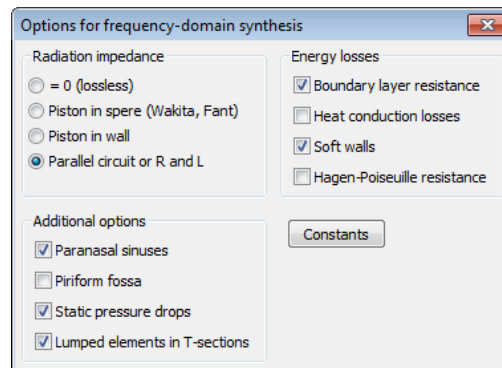 Options for frequency-domain synthesis
Radiation impedance
= 0 (lossless)
Piston in spere (Wakita, Fant)
Piston in wall
Parallel circuit or R and L
Energy losses
Boundary layer resistance
Heat conduction losses
Soft walls
Hagen-Poiseuille resistance
Additional options
Paranasal sinuses
Piriform fossa
Static pressure drops
Lumped elements in T-sections
Constants